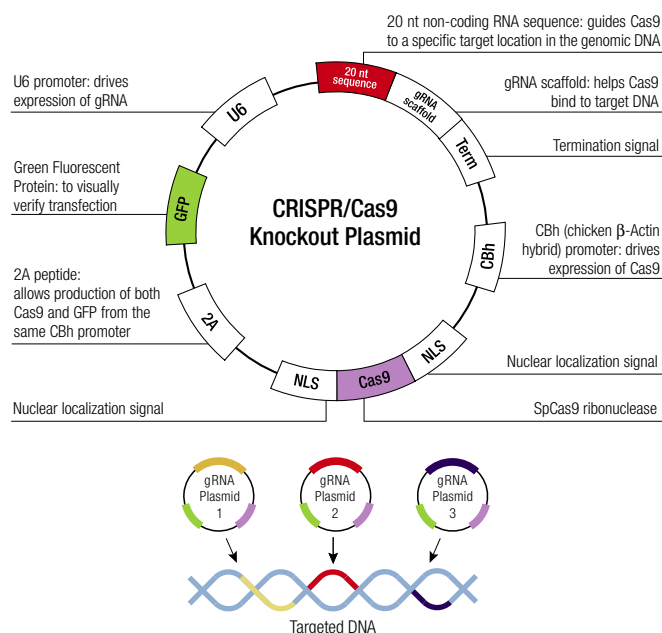 20 nt non-coding RNA sequence: guides Cas9
to a specific target location in the genomic DNA
U6 promoter: drives
expression of gRNA
gRNA scaffold: helps Cas9
bind to target DNA
Termination signal
Green Fluorescent
Protein: to visually
verify transfection
CBh (chicken β-Actin
hybrid) promoter: drives
expression of Cas9
2A peptide:
allows production of both
Cas9 and GFP from the
same CBh promoter
Nuclear localization signal
Nuclear localization signal
SpCas9 ribonuclease
20 nt
sequence
gRNA
scaffold
Term
CBh
NLS
Cas9
NLS
2A
GFP
U6
CRISPR/Cas9
Knockout Plasmid
gRNA
Plasmid
1
gRNA
Plasmid
2
gRNA
Plasmid
3
Targeted DNA